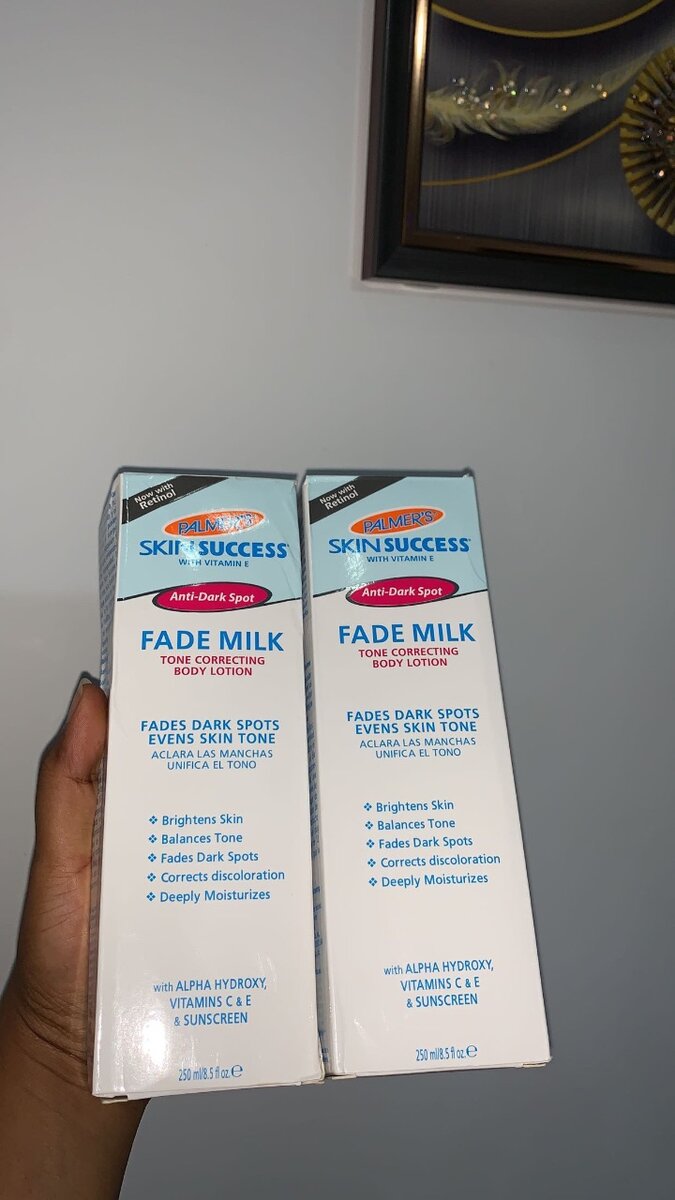 Now with
Retinol
PALMER'S
SKIN SUCCESS
WITH VITAMIN E
Anti-Dark Spot
FADE MILK
TONE CORRECTING
BODY LOTION
FADES DARK SPOTS
EVENS SKIN TONE
ACLARA LAS MANCHAS
UNIFICA EL TONO
❖ Brightens Skin
❖ Balances Tone
❖ Fades Dark Spots
❖ Corrects discoloration
❖ Deeply Moisturizes
with ALPHA HYDROXY,
VITAMINS C & E
& SUNSCREEN
250 ml/8.5 fl oz.℮
Now with
Retinol
PALMER'S
SKIN SUCCESS
WITH VITAMIN E
Anti-Dark Spot
FADE MILK
TONE CORRECTING
BODY LOTION
FADES DARK SPOTS
EVENS SKIN TONE
ACLARA LAS MANCHAS
UNIFICA EL TONO
❖ Brightens Skin
❖ Balances Tone
❖ Fades Dark Spots
❖ Corrects discoloration
❖ Deeply Moisturizes
with ALPHA HYDROXY,
VITAMINS C & E
& SUNSCREEN
250 ml/8.5 fl oz.℮